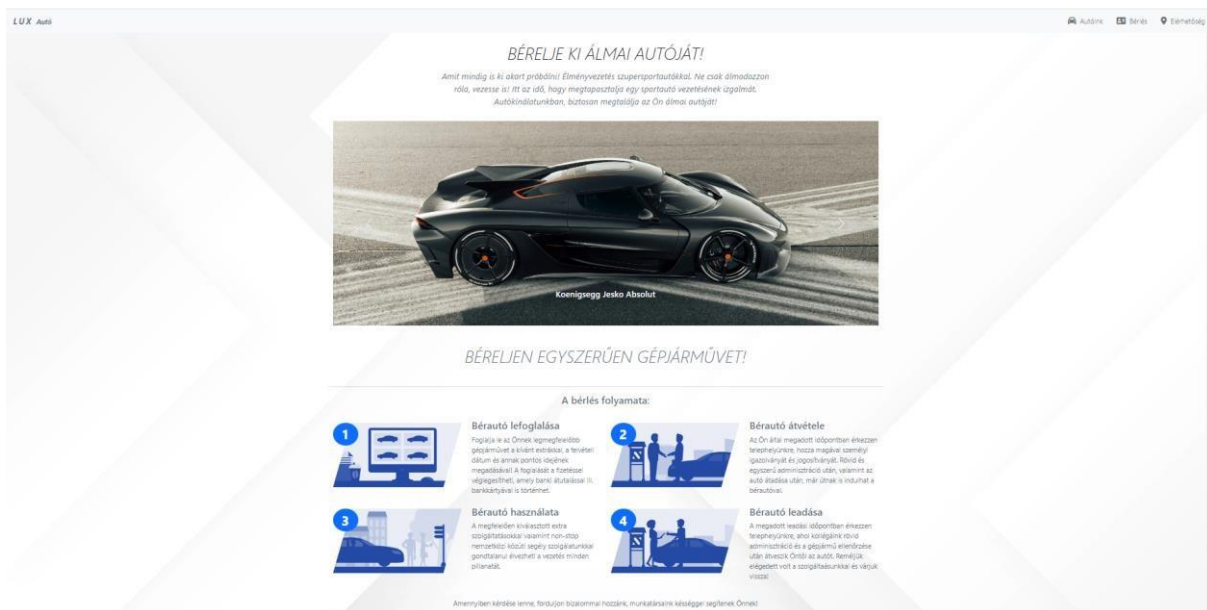 LUX Autó
Autóink Bérlés Elérhetőség
BÉRELJE KI ÁLMAI AUTÓJÁT!
Amit mindig is ki akart próbálni! Élményvezetés szupersportautókkal. Ne csak álmodozzon
róla, vezesse is! Itt az idő, hogy megtapasztalja egy sportautó vezetésének izgalmát.
Autókínálatunkban, biztosan megtalálja az Ön álmai autóját!
Koenigsegg Jesko Absolut
BÉRELJEN EGYSZERŰEN GÉPJÁRMŰVET!
A bérlés folyamata:
1
Bérautó lefoglalása
Foglalja le az Önnek legmegfelelőbb
gépjárművet a kívánt extrákkal, a felvételi
dátum és annak pontos idejének
megadásával! A foglalását a fizetéssel
véglegesítheti, amely banki átutalással ill.
bankkártyával is történhet.
2
Bérautó átvétele
Az Ön által megadott időpontban érkezzen
telephelyünkre, hozza magával személyi
igazolványát és jogosítványát. Rövid és
egyszerű adminisztráció után, valamint az
autó átadása után, már útnak is indulhat a
bérautóval.
3
Bérautó használata
A megfelelően kiválasztott extra
szolgáltatásokkal valamint non-stop
nemzetközi közúti segély szolgálatunkkal
gondtalanul élvezheti a vezetés minden
pillanatát.
4
Bérautó leadása
A megadott leadási időpontban érkezzen
telephelyünkre, ahol kollégáink rövid
adminisztráció és a gépjármű ellenőrzése
után átveszik Öntől az autót. Reméljük
elégedett volt a szolgáltaásunkkal és várjuk
vissza!
Amennyiben kérdése lenne, forduljon bizalommal hozzánk, munkatársaink készséggel segítenek Önnek!